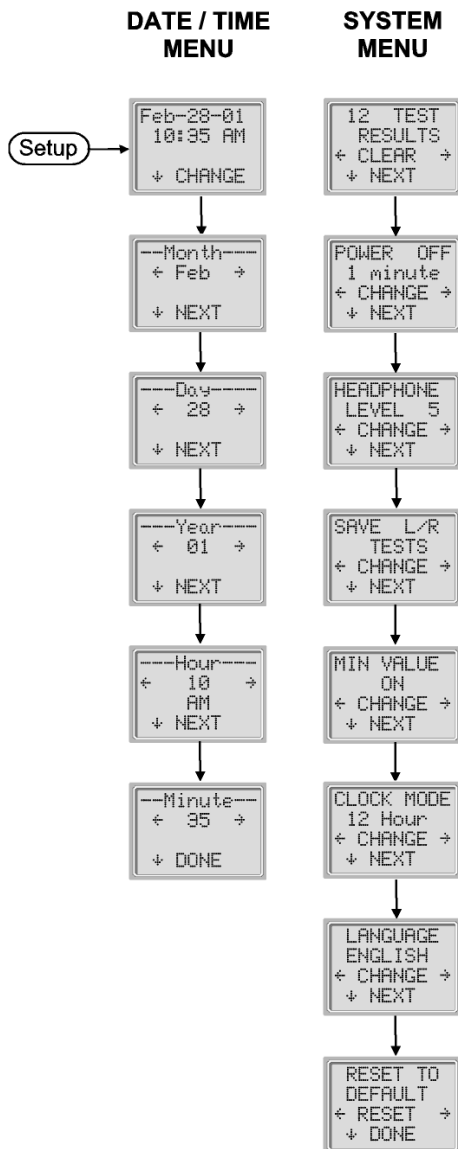 DATE / TIME
MENU
Setup
Feb-28-01
10:35 AM
↓ CHANGE
--Month---
← Feb →
↓ NEXT
---Day----
← 28 →
↓ NEXT
---Year---
← 01 →
↓ NEXT
---Hour---
← 10 →
AM
↓ NEXT
--Minute--
← 35 →
↓ DONE
SYSTEM
MENU
12 TEST
RESULTS
← CLEAR →
↓ NEXT
POWER OFF
1 minute
← CHANGE →
↓ NEXT
HEADPHONE
LEVEL 5
← CHANGE →
↓ NEXT
SAVE L/R
TESTS
← CHANGE →
↓ NEXT
MIN VALUE
ON
← CHANGE →
↓ NEXT
CLOCK MODE
12 Hour
← CHANGE →
↓ NEXT
LANGUAGE
ENGLISH
← CHANGE →
↓ NEXT
RESET TO
DEFAULT
← RESET →
↓ DONE